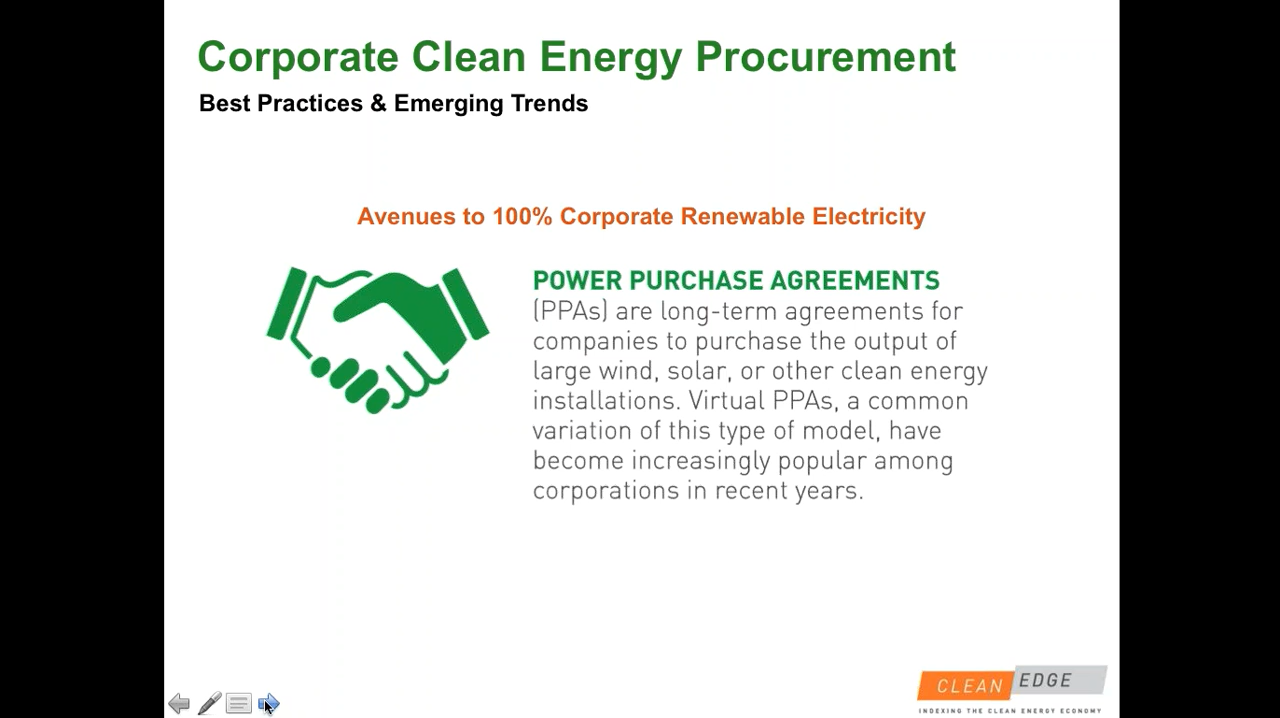 Corporate Clean Energy Procurement
Best Practices & Emerging Trends
Avenues to 100% Corporate Renewable Electricity
POWER PURCHASE AGREEMENTS
(PPAs) are long-term agreements for
companies to purchase the output of
large wind, solar, or other clean energy
installations. Virtual PPAs, a common
variation of this type of model, have
become increasingly popular among
corporations in recent years.
CLEAN EDGE
INDEXING THE CLEAN ENERGY ECONOMY